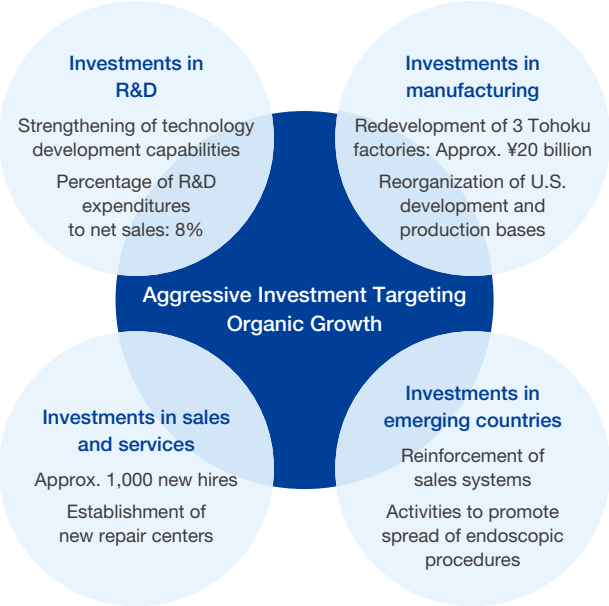 Investments in
R&D
Strengthening of technology
development capabilities
Percentage of R&D
expenditures
to net sales: 8%
Investments in
manufacturing
Redevelopment of 3 Tohoku
factories: Approx. ¥20 billion
Reorganization of U.S.
development and
production bases
Aggressive Investment Targeting
Organic Growth
Investments in sales
and services
Approx. 1,000 new hires
Establishment of
new repair centers
Investments in
emerging countries
Reinforcement of
sales systems
Activities to promote
spread of endoscopic
procedures